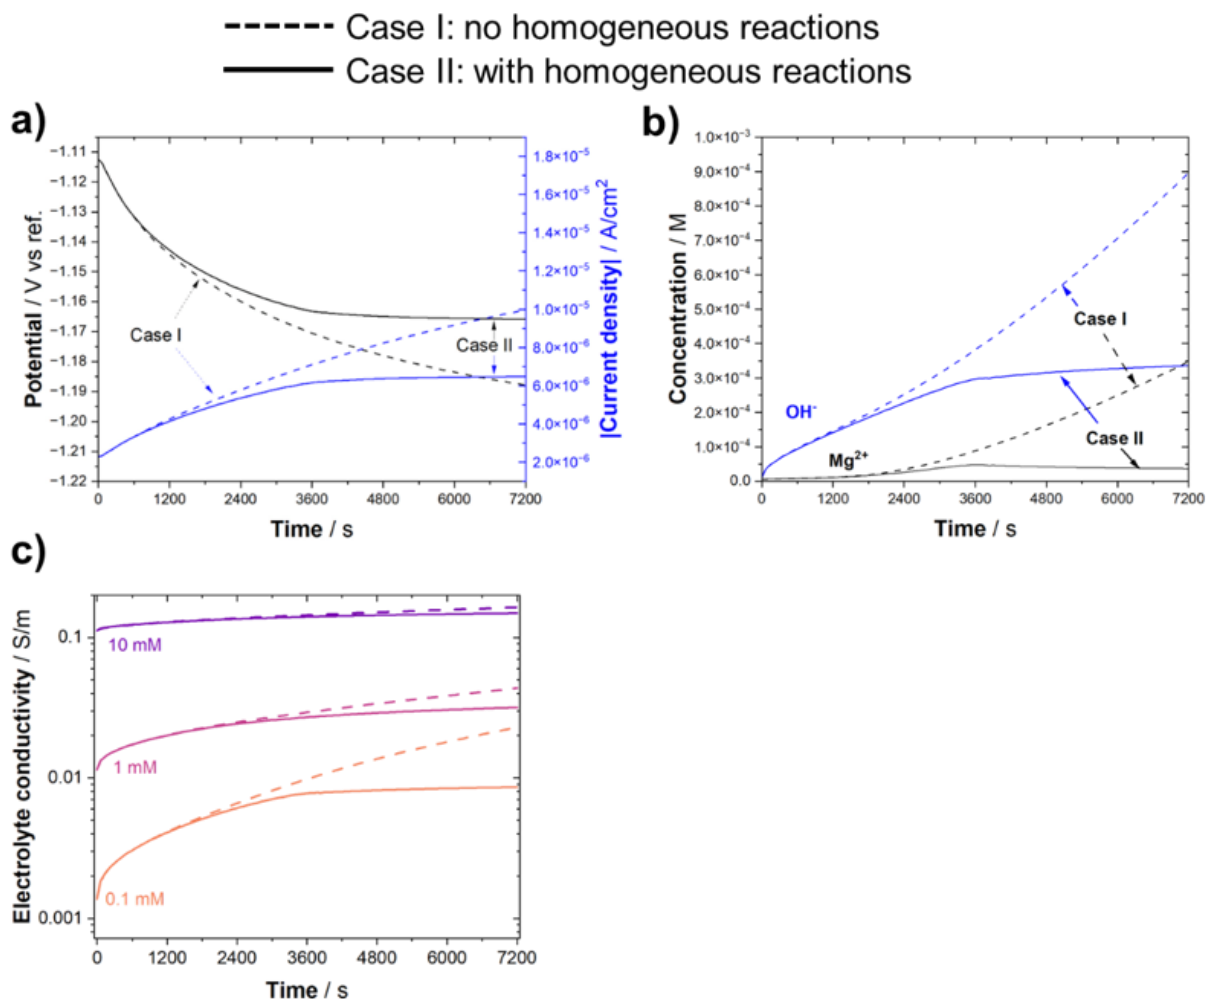 Case I: no homogeneous reactions
Case II: with homogeneous reactions
a)
−1.11
−1.12
−1.13
−1.14
−1.15
−1.16
−1.17
−1.18
−1.19
−1.20
−1.21
−1.22
Potential / V vs ref.
Case I
Case II
1.8×10⁻⁵
1.6×10⁻⁵
1.4×10⁻⁵
1.2×10⁻⁵
1.0×10⁻⁵
8.0×10⁻⁶
6.0×10⁻⁶
4.0×10⁻⁶
2.0×10⁻⁶
|Current density| / A/cm²
0 1200 2400 3600 4800 6000 7200
Time / s
b)
1.0×10⁻³
9.0×10⁻⁴
8.0×10⁻⁴
7.0×10⁻⁴
6.0×10⁻⁴
5.0×10⁻⁴
4.0×10⁻⁴
3.0×10⁻⁴
2.0×10⁻⁴
1.0×10⁻⁴
0.0
Concentration / M
Case I
OH⁻
Case II
Mg²⁺
0 1200 2400 3600 4800 6000 7200
Time / s
c)
0.1
0.01
0.001
Electrolyte conductivity / S/m
10 mM
1 mM
0.1 mM
0 1200 2400 3600 4800 6000 7200
Time / s